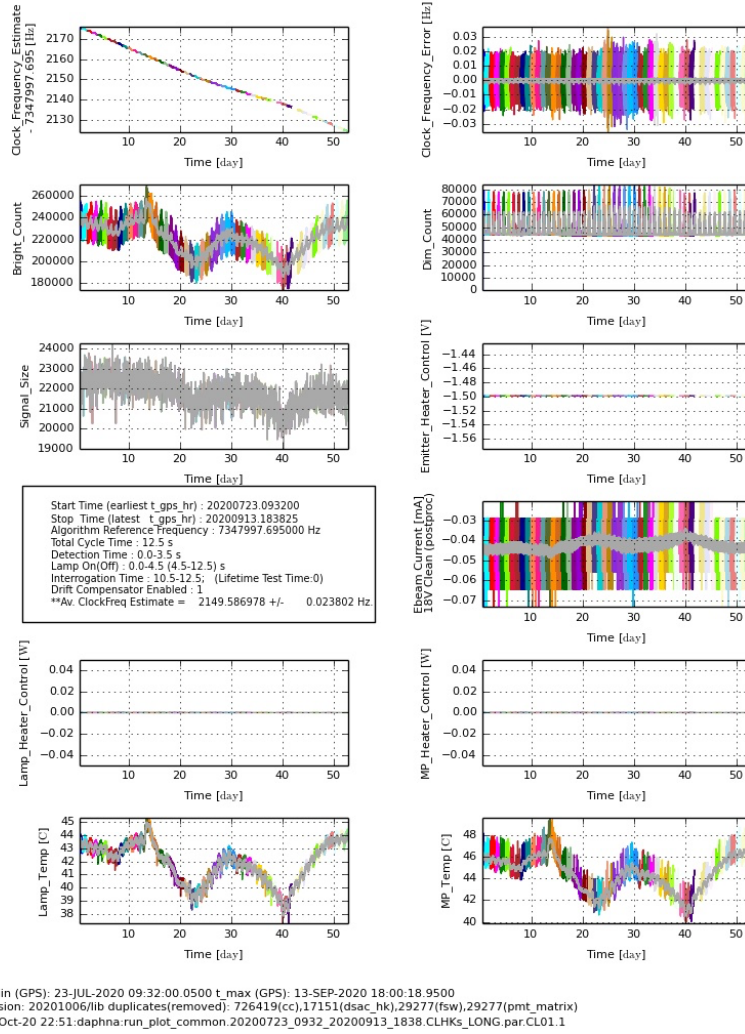 Clock_Frequency_Estimate
- 7347997.695 [Hz]
2170
2160
2150
2140
2130
10 20 30 40 50
Time [day]
Clock_Frequency_Error [Hz]
0.03
0.02
0.01
0.00
−0.01
−0.02
−0.03
10 20 30 40 50
Time [day]
Bright_Count
260000
240000
220000
200000
180000
10 20 30 40 50
Time [day]
Dim_Count
80000
70000
60000
50000
40000
30000
20000
10000
0
10 20 30 40 50
Time [day]
Signal_Size
24000
23000
22000
21000
20000
19000
10 20 30 40 50
Time [day]
Emitter_Heater_Control [V]
−1.44
−1.46
−1.48
−1.50
−1.52
−1.54
−1.56
10 20 30 40 50
Time [day]
Start Time (earliest t_gps_hr) : 20200723.093200
Stop Time (latest t_gps_hr) : 20200913.183825
Algorithm Reference Frequency : 7347997.695000 Hz
Total Cycle Time : 12.5 s
Detection Time : 0.0-3.5 s
Lamp On(Off) : 0.0-4.5 (4.5-12.5) s
Interrogation Time : 10.5-12.5; (Lifetime Test Time:0)
Drift Compensator Enabled : 1
**Av. ClockFreq Estimate = 2149.586978 +/- 0.023802 Hz.
Ebeam Current [mA]
18V Clean (postproc)
−0.03
−0.04
−0.05
−0.06
−0.07
10 20 30 40 50
Time [day]
Lamp_Heater_Control [W]
0.04
0.02
0.00
−0.02
−0.04
10 20 30 40 50
Time [day]
MP_Heater_Control [W]
0.04
0.02
0.00
−0.02
−0.04
10 20 30 40 50
Time [day]
Lamp_Temp [C]
45
44
43
42
41
40
39
38
10 20 30 40 50
Time [day]
MP_Temp [C]
48
46
44
42
40
10 20 30 40 50
Time [day]
in (GPS): 23-JUL-2020 09:32:00.0500 t_max (GPS): 13-SEP-2020 18:00:18.9500
sion: 20201006/lib duplicates(removed): 726419(cc),17151(dsac_hk),29277(fsw),29277(pmt_matrix)
Oct-20 22:51:daphna:run_plot_common.20200723_0932_20200913_1838.CLHKs_LONG.par.CL01.1